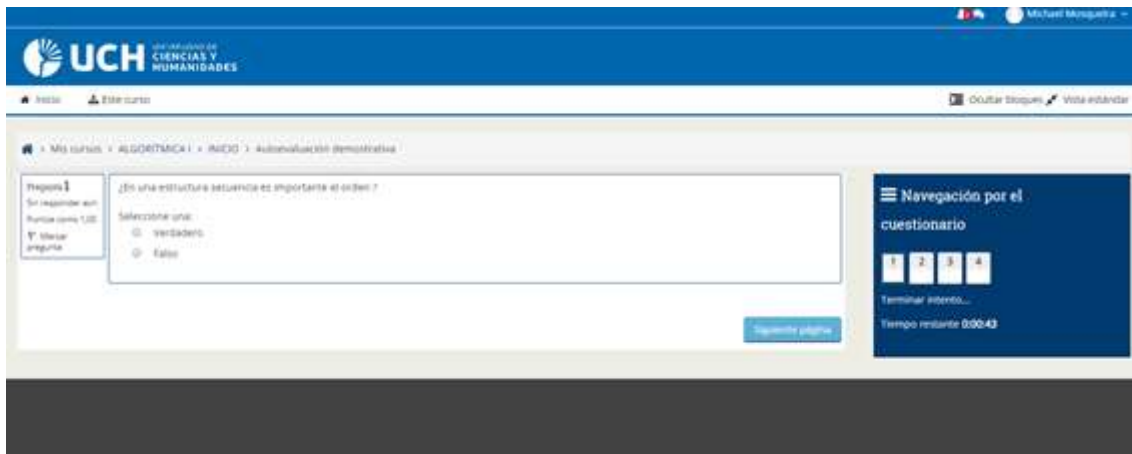 Michael Mosqueira
UCH UNIVERSIDAD DE
CIENCIAS Y
HUMANIDADES
Inicio Este curso
Ocultar bloques Vista estándar
Mis cursos ALGORITMICA I INICIO Autoevaluación demostrativa
Pregunta 1
Sin responder aún
Puntúa como 1,00
Marcar
pregunta
¿En una estructura secuencia es importante el orden ?
Seleccione una:
Verdadero
Falso
Siguiente página
Navegación por el
cuestionario
1 2 3 4
Terminar intento...
Tiempo restante 0:00:43